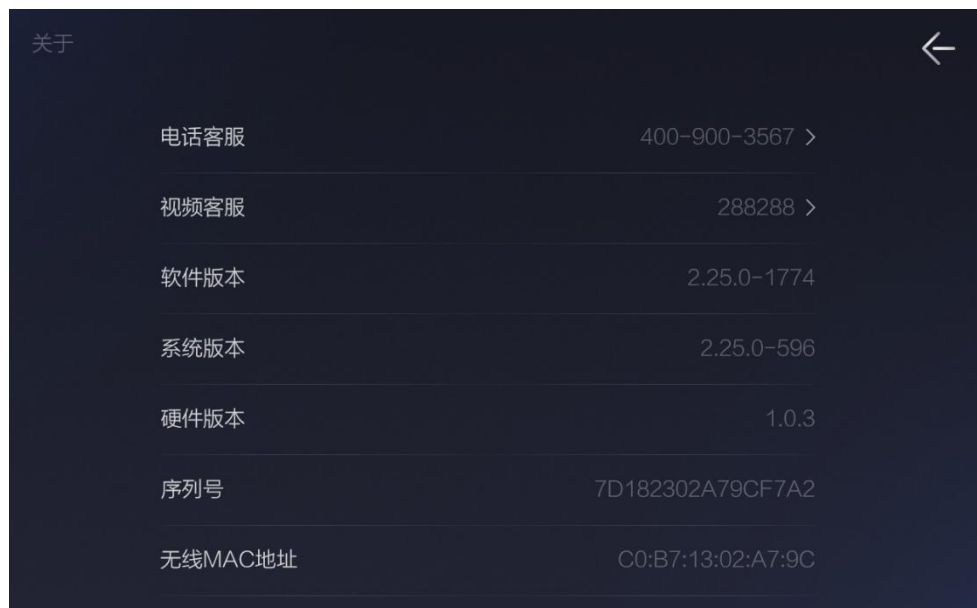 关于
电话客服 400-900-3567 >
视频客服 288288 >
软件版本 2.25.0-1774
系统版本 2.25.0-596
硬件版本 1.0.3
序列号 7D182302A79CF7A2
无线MAC地址 C0:B7:13:02:A7:9C